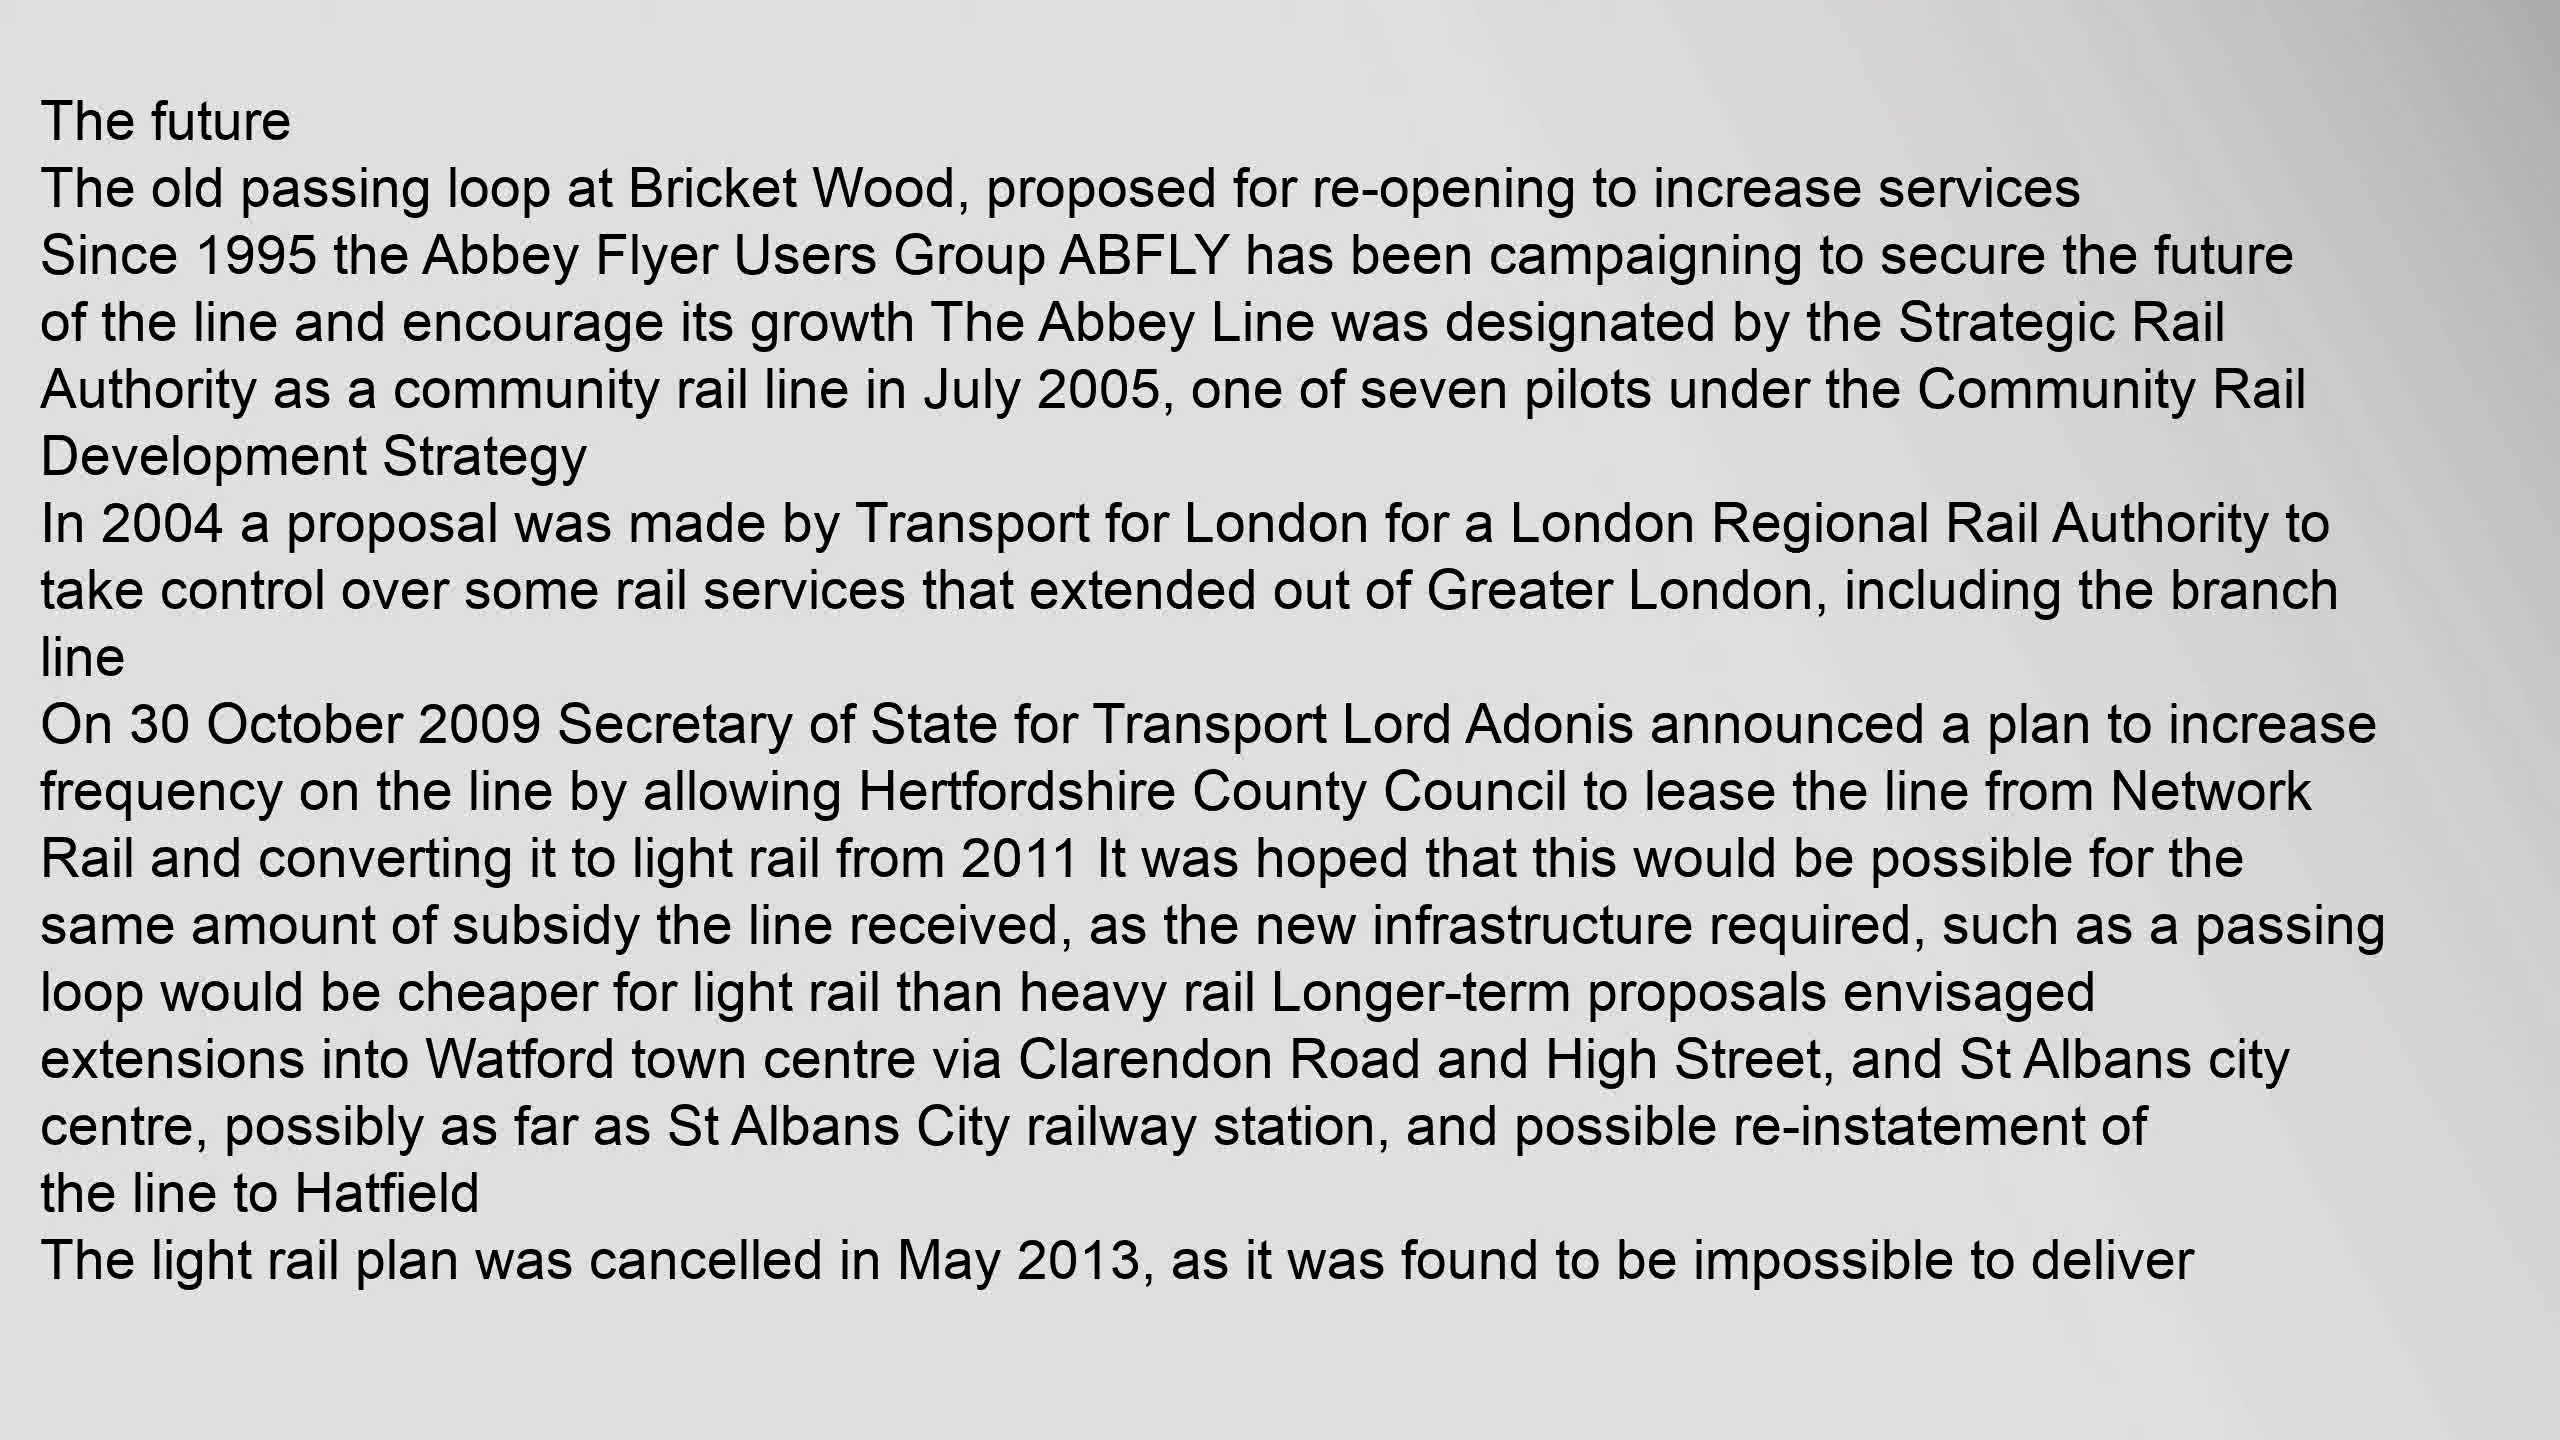 The future
The old passing loop at Bricket Wood, proposed for re-opening to increase services
Since 1995 the Abbey Flyer Users Group ABFLY has been campaigning to secure the future
of the line and encourage its growth The Abbey Line was designated by the Strategic Rail
Authority as a community rail line in July 2005, one of seven pilots under the Community Rail
Development Strategy
In 2004 a proposal was made by Transport for London for a London Regional Rail Authority to
take control over some rail services that extended out of Greater London, including the branch
line
On 30 October 2009 Secretary of State for Transport Lord Adonis announced a plan to increase
frequency on the line by allowing Hertfordshire County Council to lease the line from Network
Rail and converting it to light rail from 2011 It was hoped that this would be possible for the
same amount of subsidy the line received, as the new infrastructure required, such as a passing
loop would be cheaper for light rail than heavy rail Longer-term proposals envisaged
extensions into Watford town centre via Clarendon Road and High Street, and St Albans city
centre, possibly as far as St Albans City railway station, and possible re-instatement of
the line to Hatfield
The light rail plan was cancelled in May 2013, as it was found to be impossible to deliver